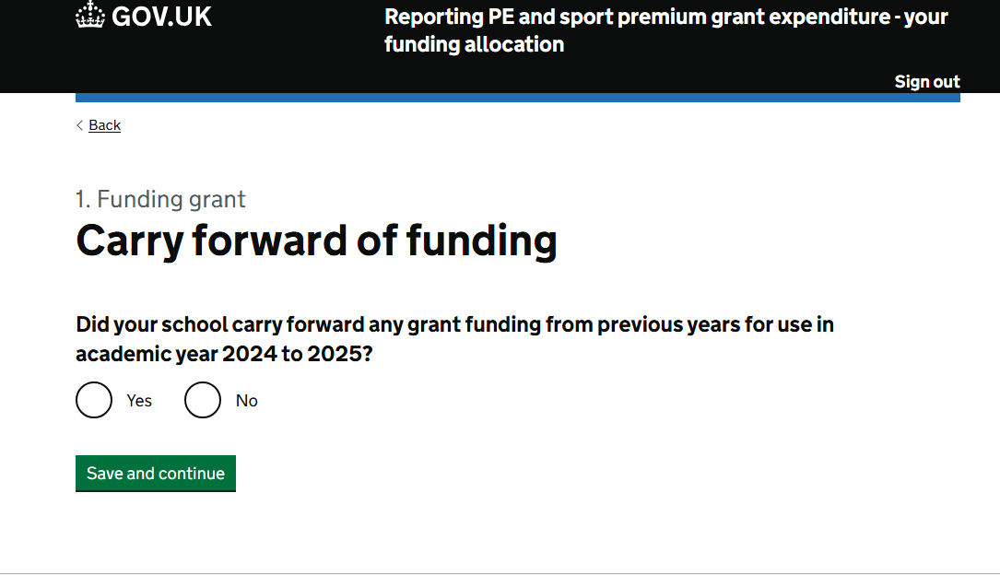 GOV.UK
Reporting PE and sport premium grant expenditure - your
funding allocation
Sign out
Back
1. Funding grant
Carry forward of funding
Did your school carry forward any grant funding from previous years for use in
academic year 2024 to 2025?
Yes No
Save and continue